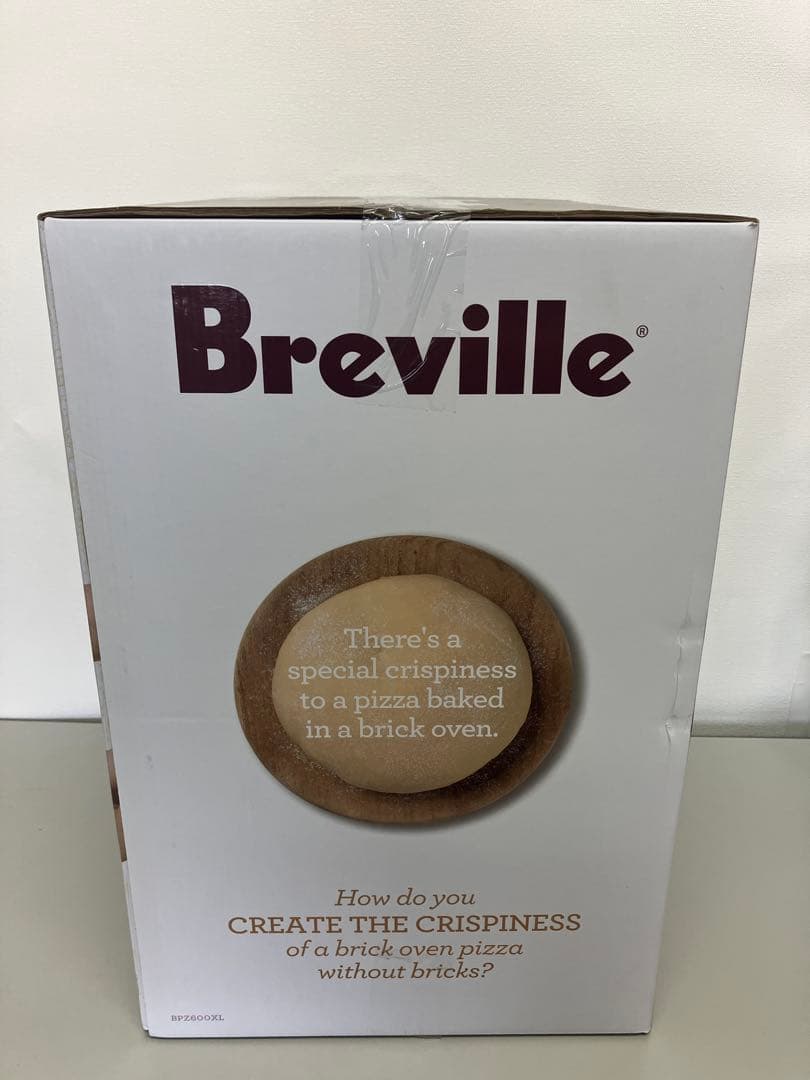 Breville®
There's a
special crispiness
to a pizza baked
in a brick oven.
How do you
CREATE THE CRISPINESS
of a brick oven pizza
without bricks?
BPZ600XL